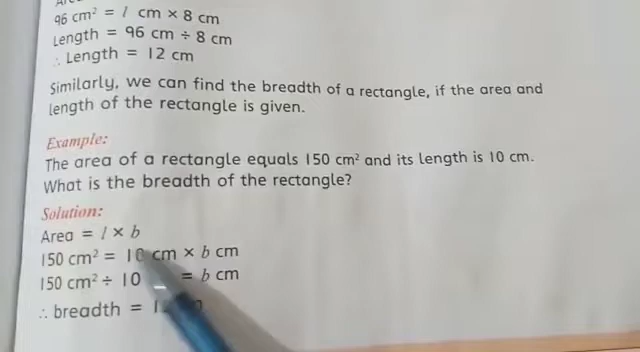 96 cm² = l cm × 8 cm
Length = 96 cm ÷ 8 cm
∴ Length = 12 cm
Similarly, we can find the breadth of a rectangle, if the area and
length of the rectangle is given.
Example:
The area of a rectangle equals 150 cm² and its length is 10 cm.
What is the breadth of the rectangle?
Solution:
Area = l × b
150 cm² = 10 cm × b cm
150 cm² ÷ 10 = b cm
∴ breadth =